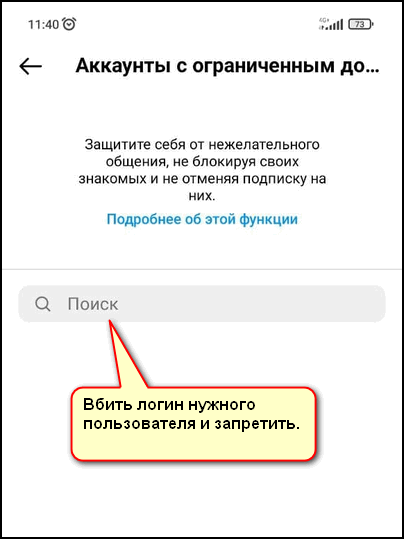 11:40 4G+ 73
Аккаунты с ограниченным до...
Защитите себя от нежелательного
общения, не блокируя своих
знакомых и не отменяя подписку на
них.
Подробнее об этой функции
Поиск
Вбить логин нужного
пользователя и запретить.